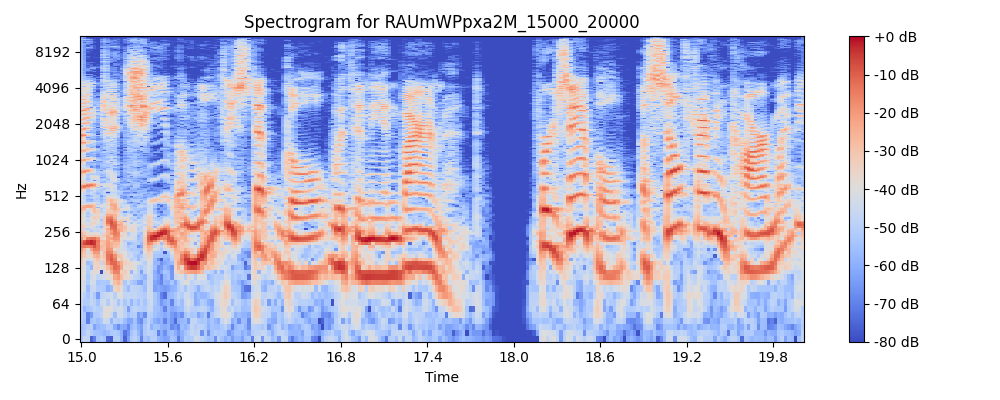 Spectrogram for RAUmWPpxa2M_15000_20000
Hz
8192
4096
2048
1024
512
256
128
64
0
15.0 15.6 16.2 16.8 17.4 18.0 18.6 19.2 19.8
Time
+0 dB
-10 dB
-20 dB
-30 dB
-40 dB
-50 dB
-60 dB
-70 dB
-80 dB